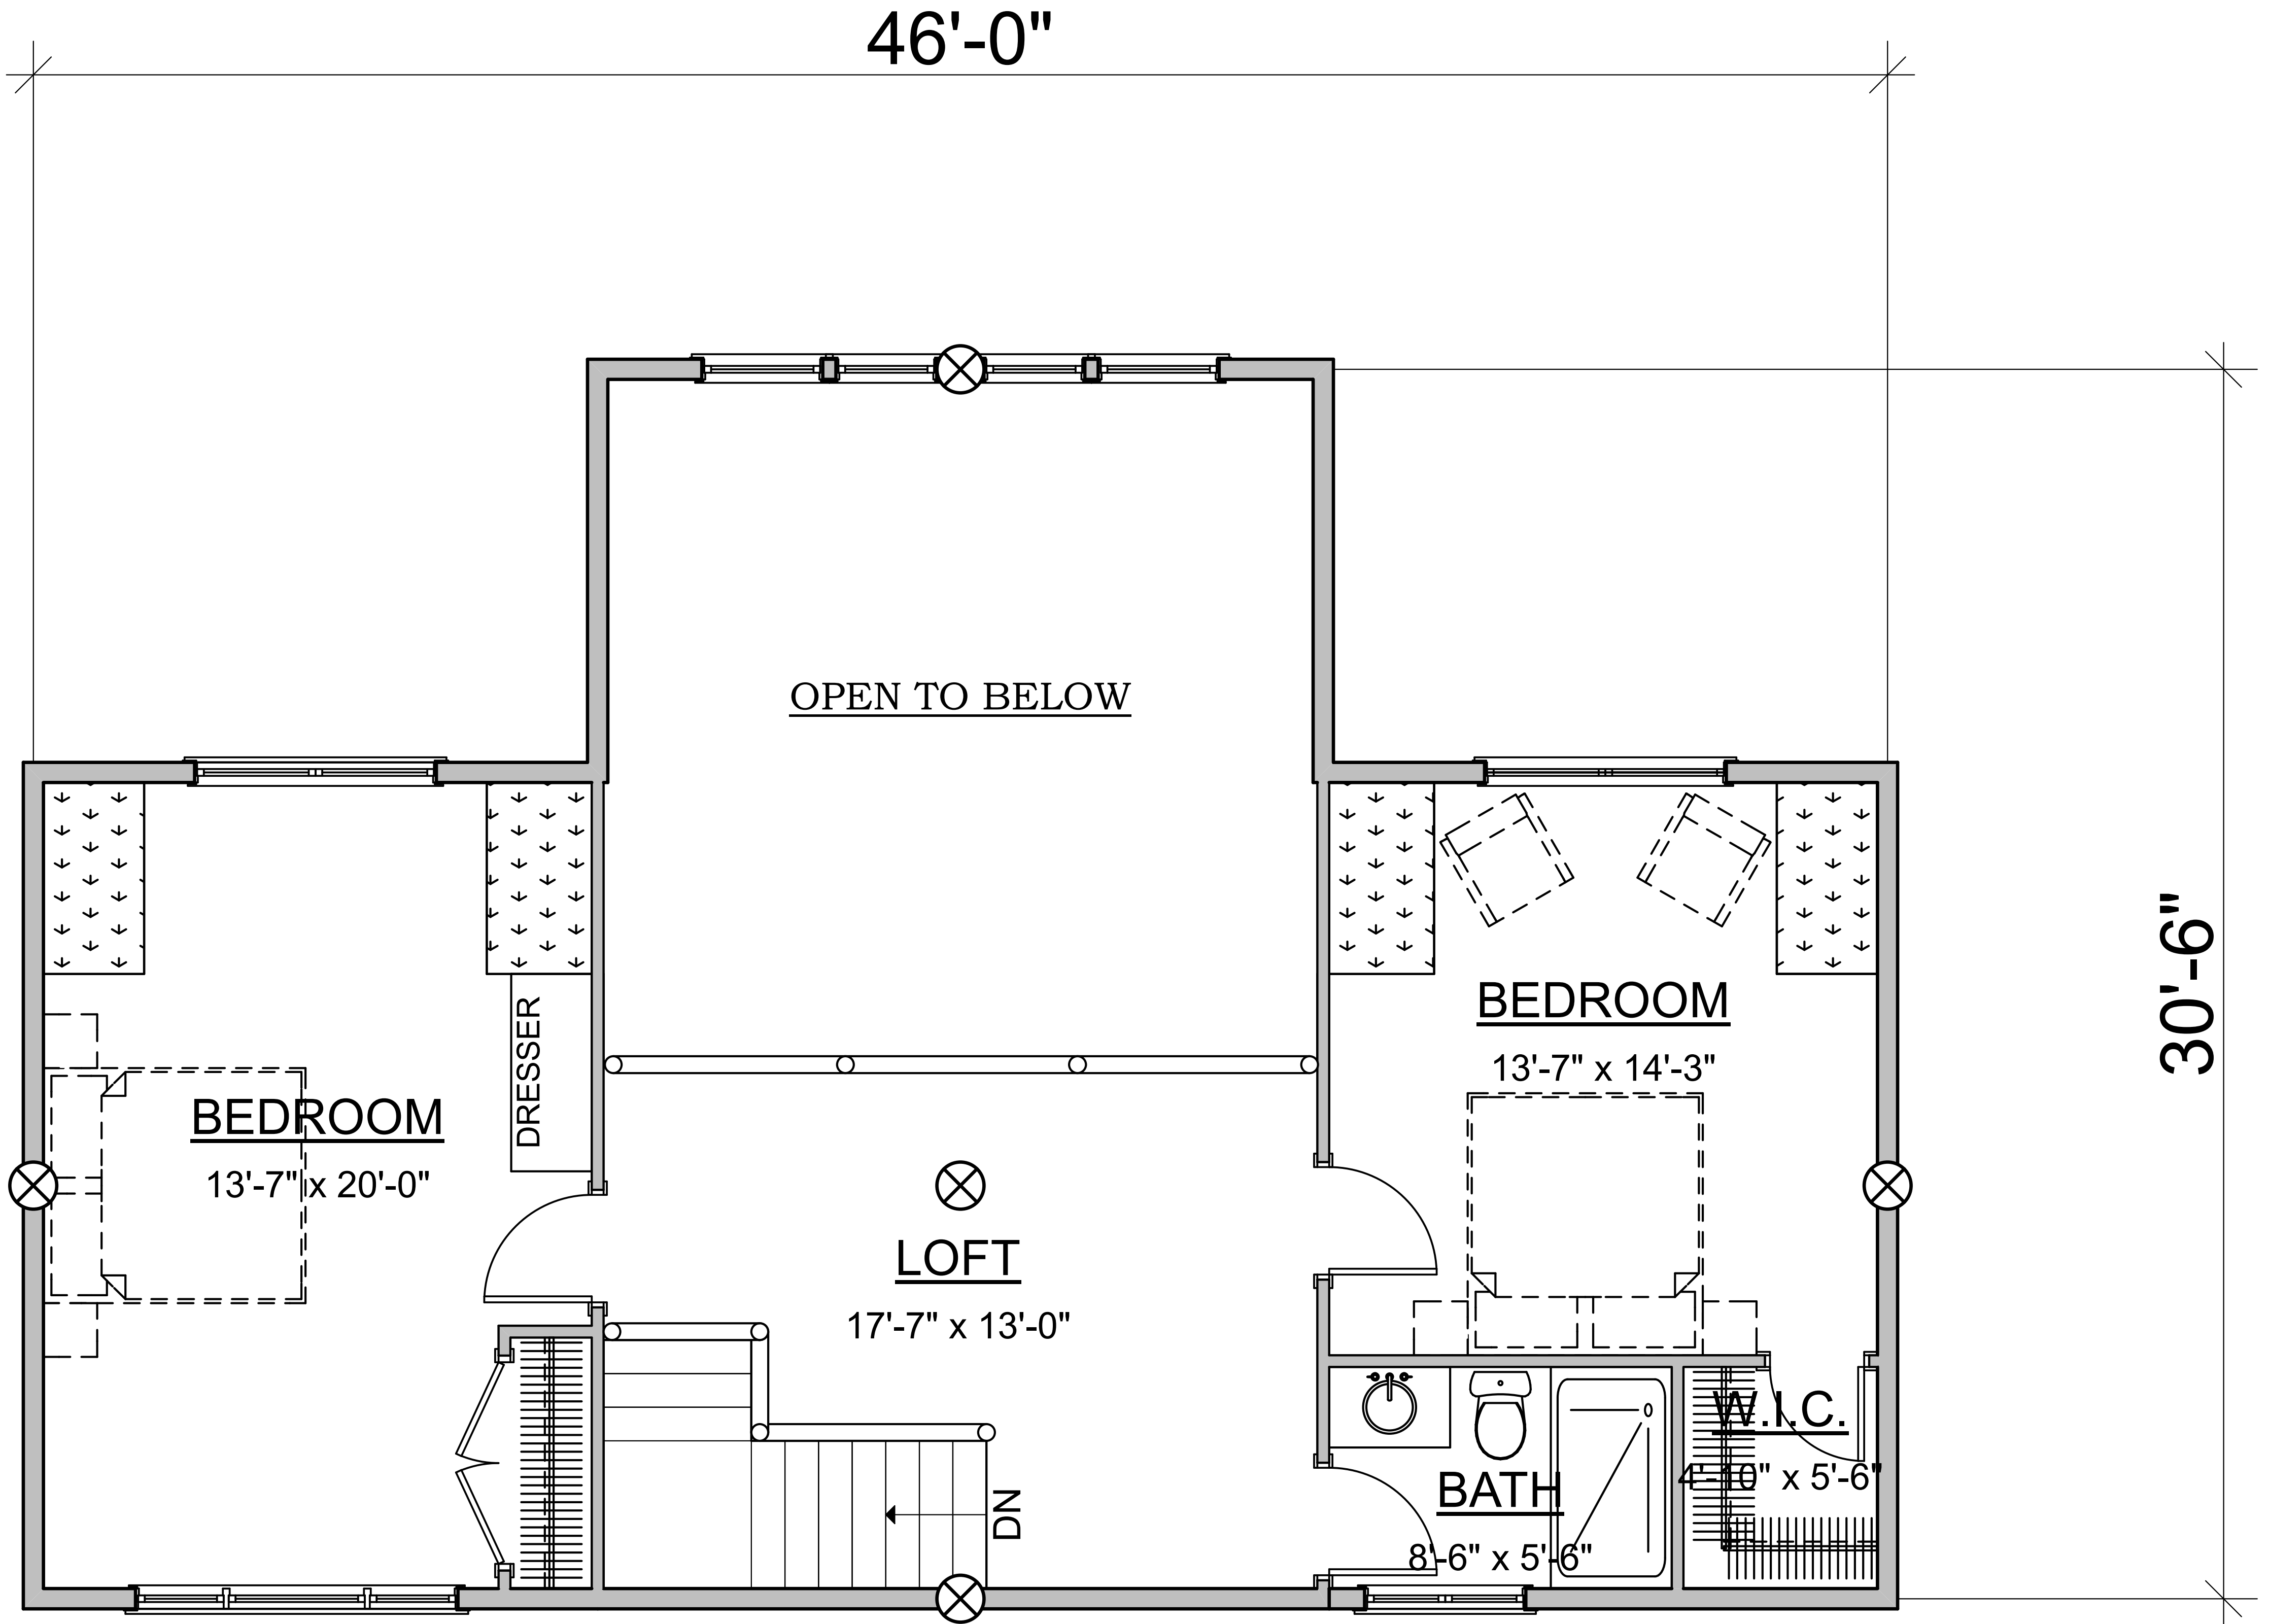 46'-0"
OPEN TO BELOW
30'-6"
BEDROOM
13'-7" x 20'-0"
DRESSER
BEDROOM
13'-7" x 14'-3"
LOFT
17'-7" x 13'-0"
DN
BATH
8'-6" x 5'-6"
W.I.C.
4'-10" x 5'-6"